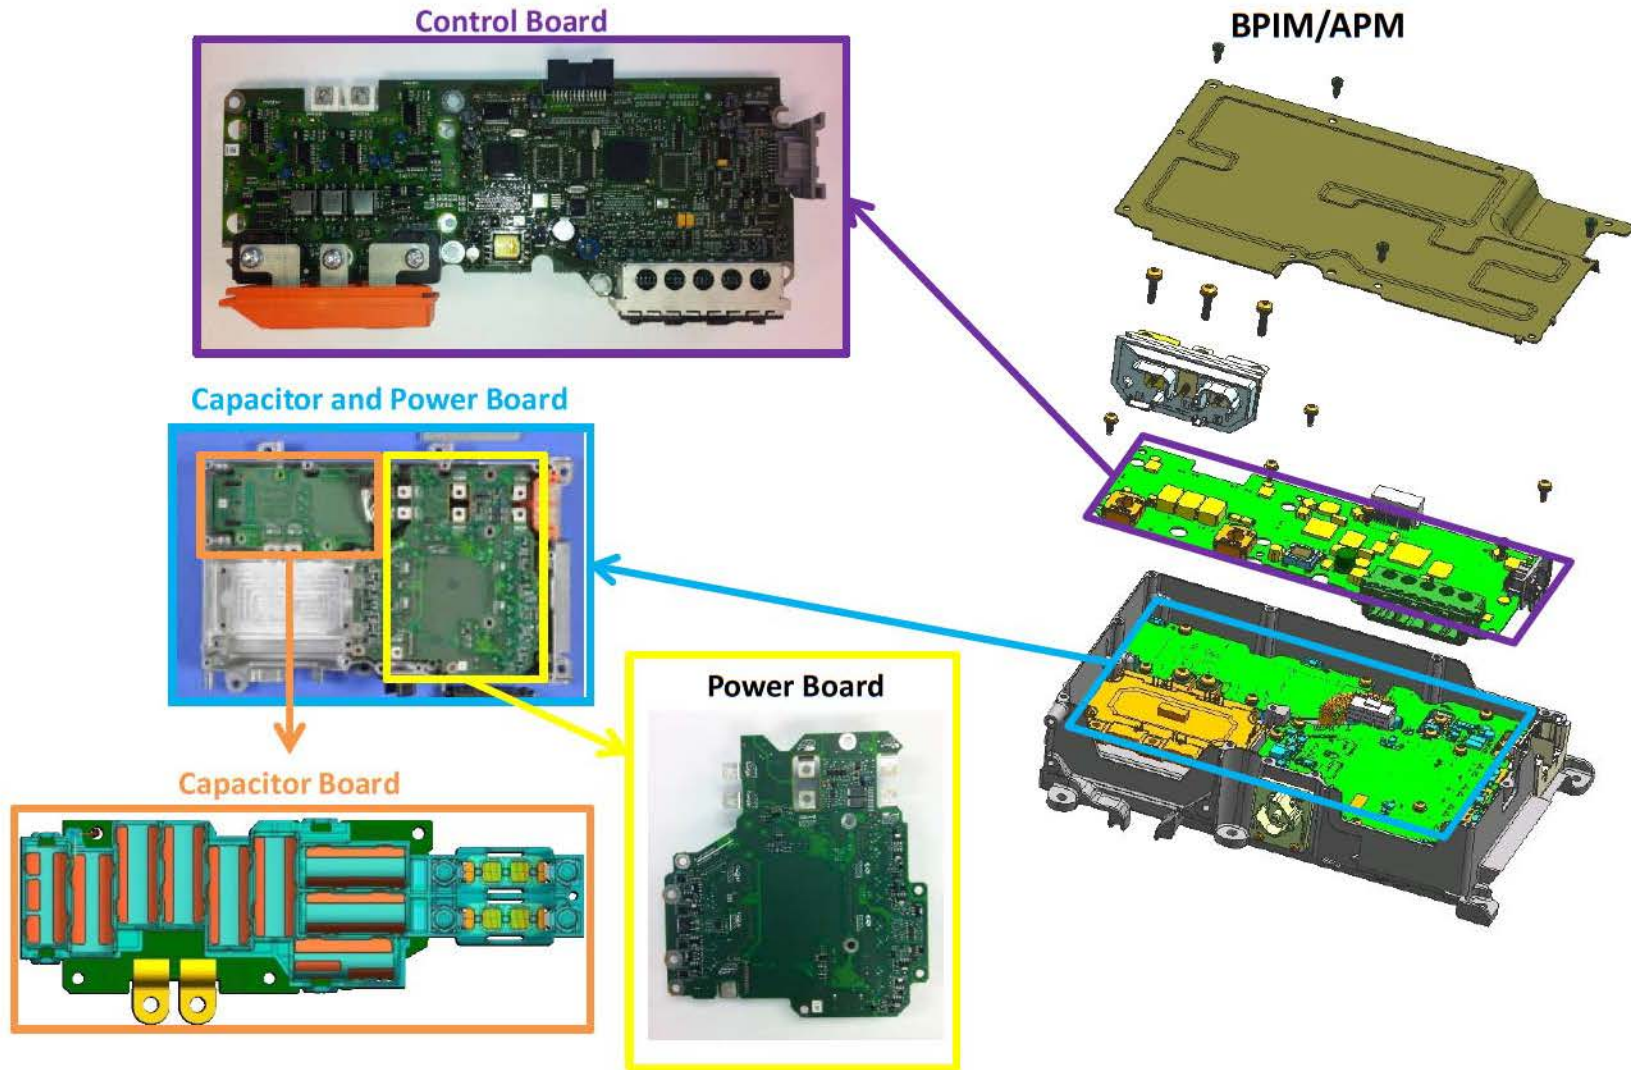 Control Board
BPIM/APM
Capacitor and Power Board
Power Board
Capacitor Board